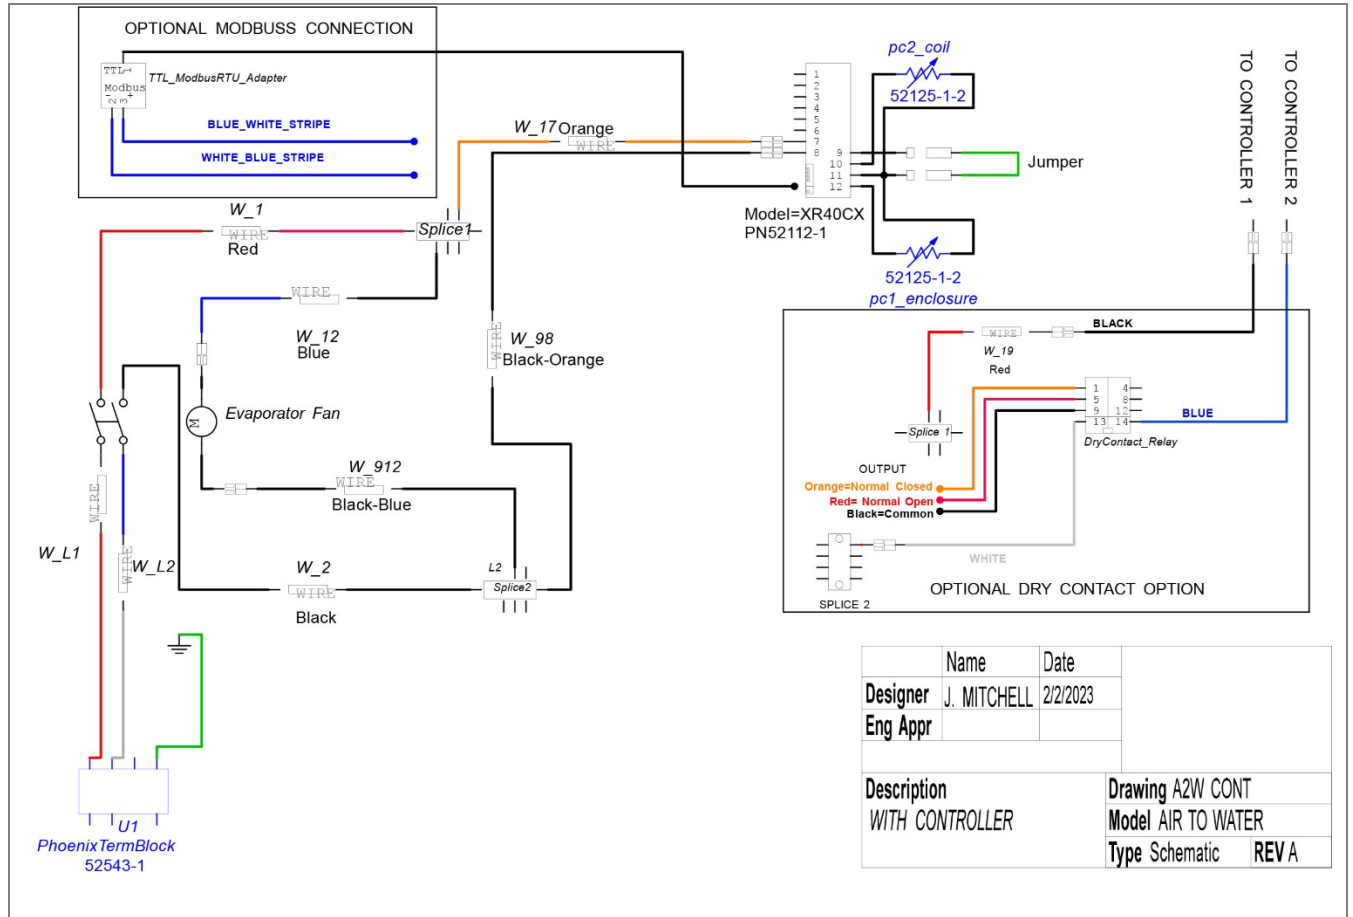 OPTIONAL MODBUSS CONNECTION
TTL 1
Modbus
2 -
3 +
TTL_ModbusRTU_Adapter
BLUE_WHITE_STRIPE
WHITE_BLUE_STRIPE
W_17 Orange
WIRE
pc2_coil
52125-1-2
1
2
3
4
5
6
7
8
9
10
11
12
Jumper
Model=XR40CX
PN52112-1
52125-1-2
pc1_enclosure
TO CONTROLLER 1
TO CONTROLLER 2
W_1
WIRE
Red
Splice1
WIRE
W_12
Blue
WIRE
W_98
Black-Orange
M
Evaporator Fan
W_912
WIRE
Black-Blue
WIRE
W_L1
WIRE
W_L2
W_2
WIRE
Black
L2
Splice2
U1
PhoenixTermBlock
52543-1
BLACK
WIRE
W_19
Red
1 4
5 8
9 12
13 14
BLUE
DryContact_Relay
Splice 1
OUTPUT
Orange=Normal Closed
Red= Normal Open
Black=Common
WHITE
SPLICE 2
OPTIONAL DRY CONTACT OPTION
Name Date
Designer J. MITCHELL 2/2/2023
Eng Appr
Description
WITH CONTROLLER
Drawing A2W CONT
Model AIR TO WATER
Type Schematic REV A